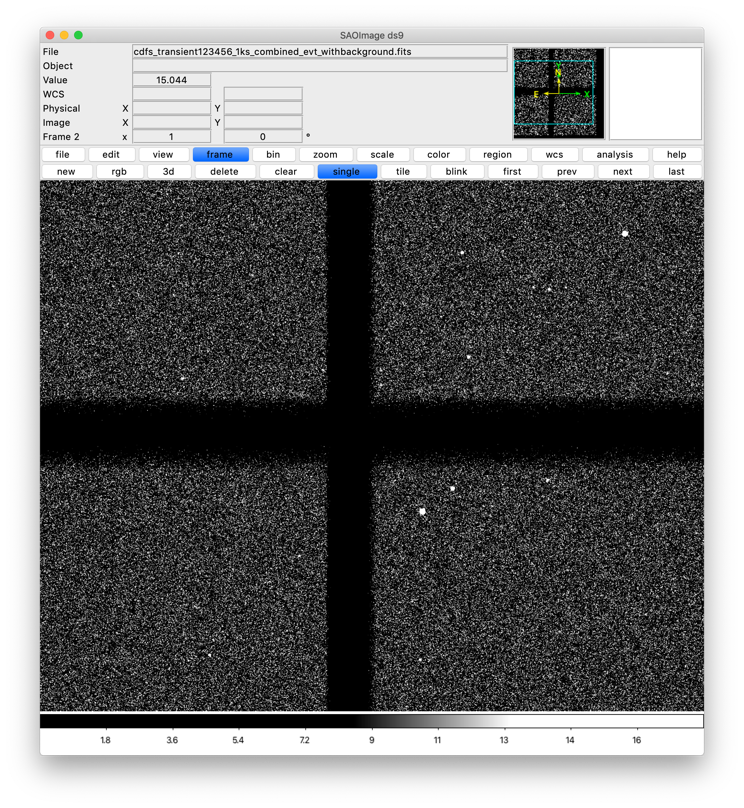 SAOImage ds9
File cdfs_transient123456_1ks_combined_evt_withbackground.fits
Object
Value 15.044
WCS
Physical X Y
Image X Y
Frame 2 x 1 0 °
N
E X
file edit view frame bin zoom scale color region wcs analysis help
new rgb 3d delete clear single tile blink first prev next last
1.8 3.6 5.4 7.2 9 11 13 14 16